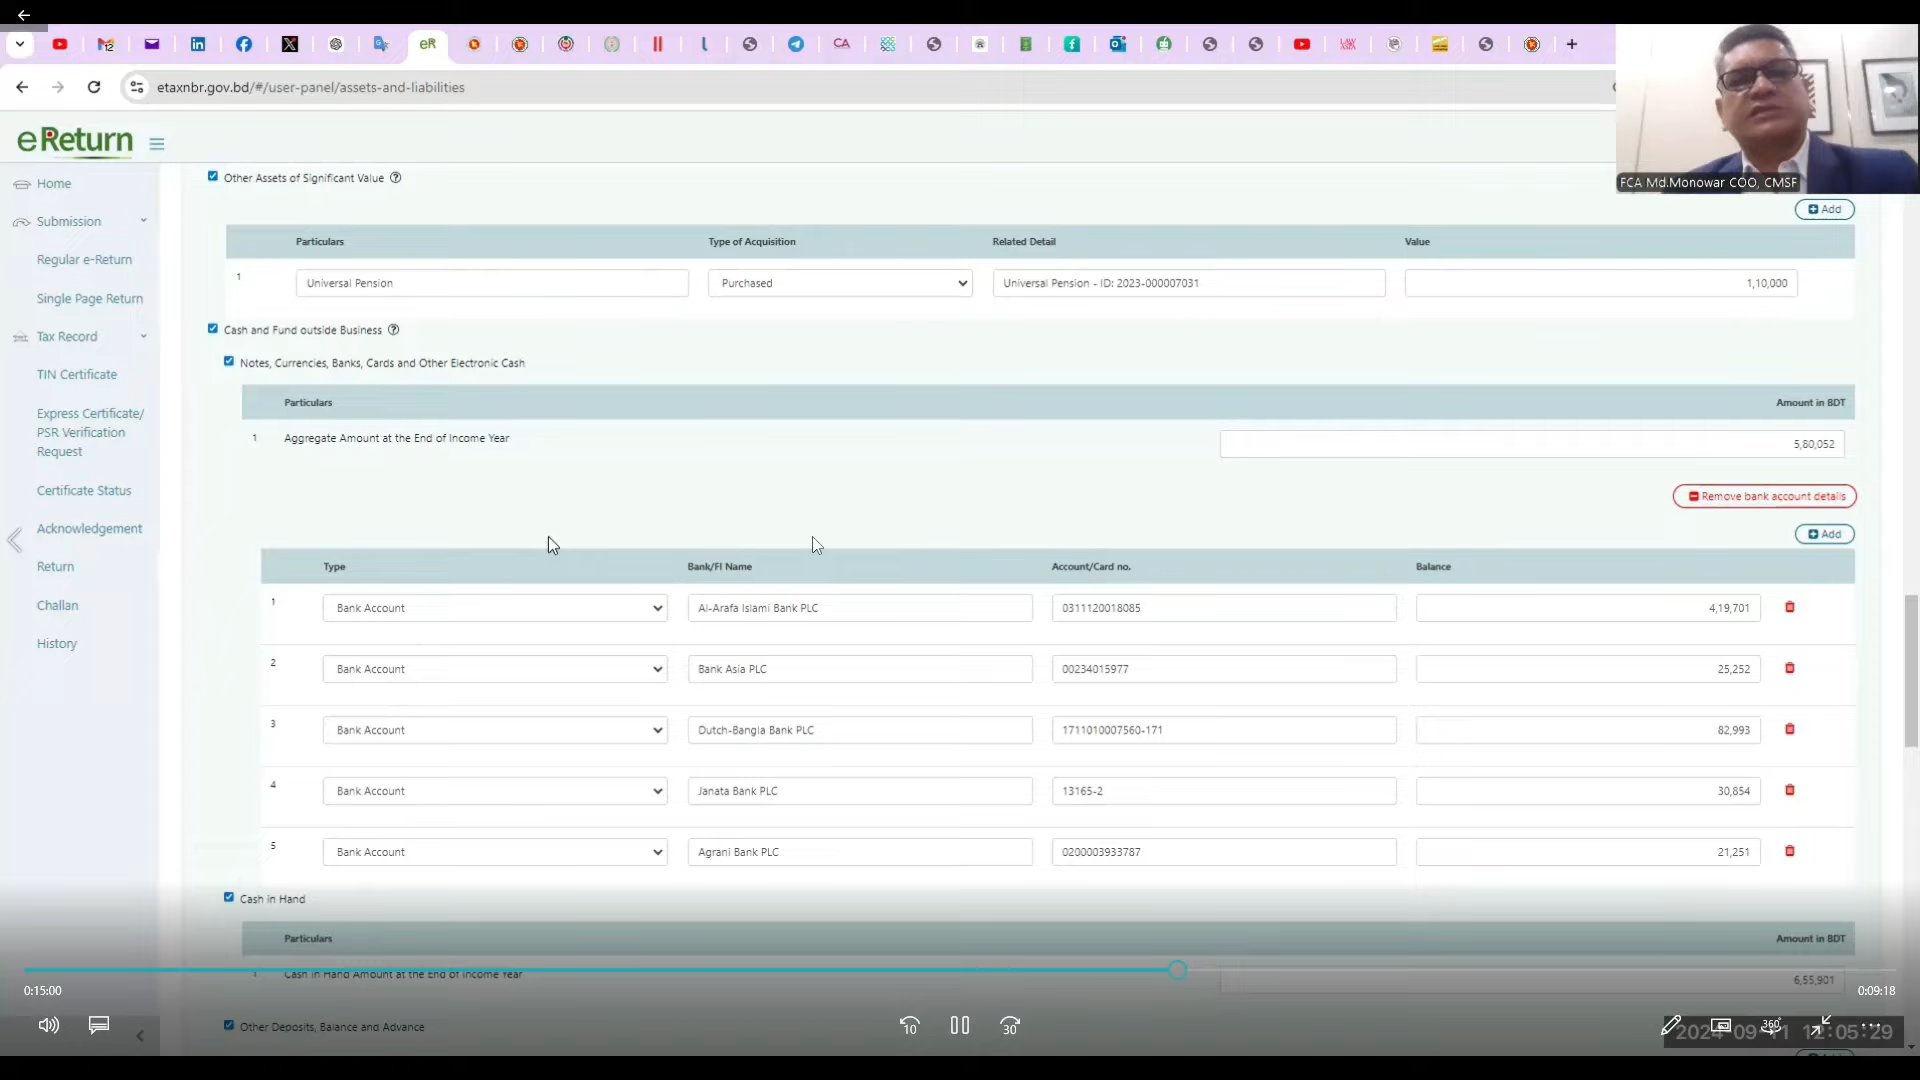 etaxnbr.gov.bd/#/user-panel/assets-and-liabilities
eReturn
FCA Md.Monowar COO, CMSF
Home
Submission
Regular e-Return
Single Page Return
Tax Record
TIN Certificate
Express Certificate/
PSR Verification
Request
Certificate Status
Acknowledgement
Return
Challan
History
Other Assets of Significant Value
Add
Particulars Type of Acquisition Related Detail Value
1 Universal Pension Purchased Universal Pension - ID: 2023-000007031 1,10,000
Cash and Fund outside Business
Notes, Currencies, Banks, Cards and Other Electronic Cash
Particulars Amount in BDT
1 Aggregate Amount at the End of Income Year 5,80,052
Remove bank account details
Add
Type Bank/FI Name Account/Card no. Balance
1 Bank Account Al-Arafa Islami Bank PLC 0311120018085 4,19,701
2 Bank Account Bank Asia PLC 00234015977 25,252
3 Bank Account Dutch-Bangla Bank PLC 1711010007560-171 82,993
4 Bank Account Janata Bank PLC 13165-2 30,854
5 Bank Account Agrani Bank PLC 0200003933787 21,251
Cash in Hand
Particulars Amount in BDT
1 Cash in Hand Amount at the End of Income Year 6,55,901
0:15:00 0:09:18
Other Deposits, Balance and Advance
10 30 360
2024-09-11 12:05:29